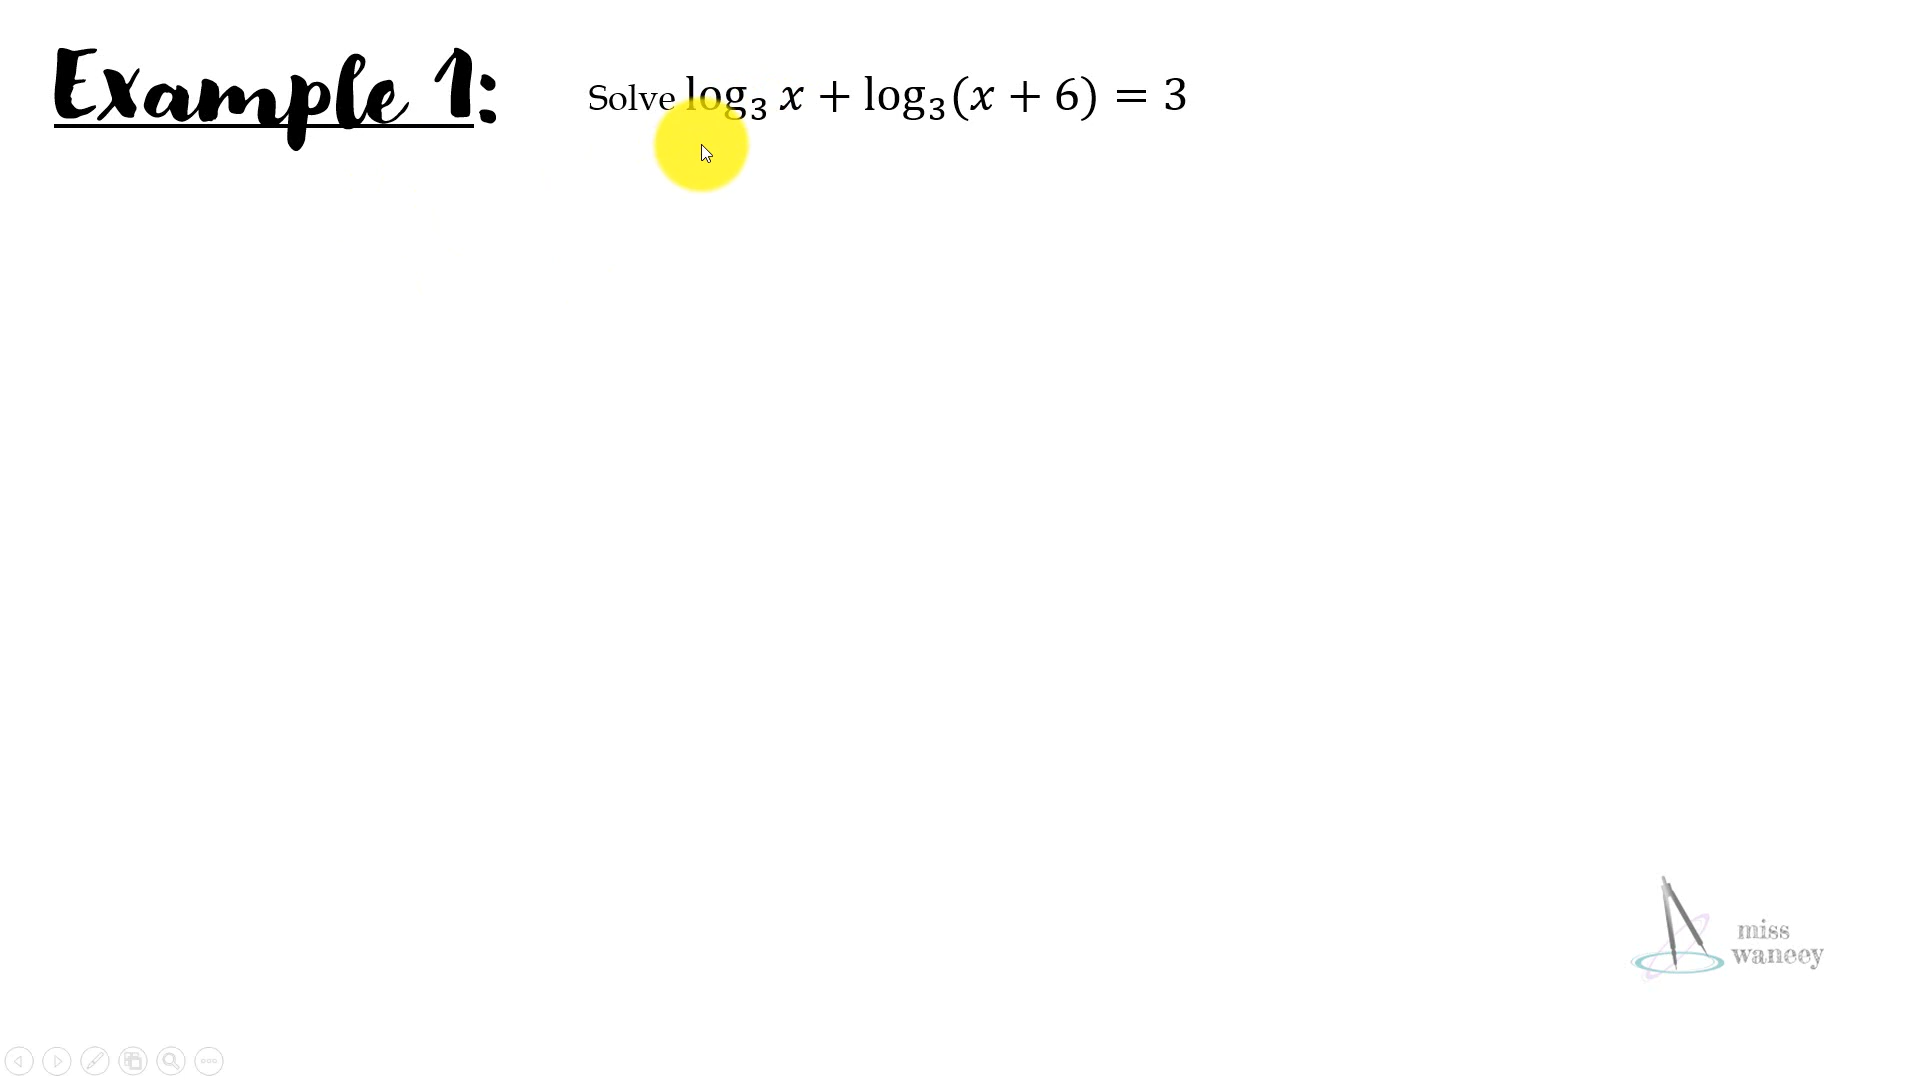 Example 1:
Solve log₃ x + log₃(x + 6) = 3
miss
waneey